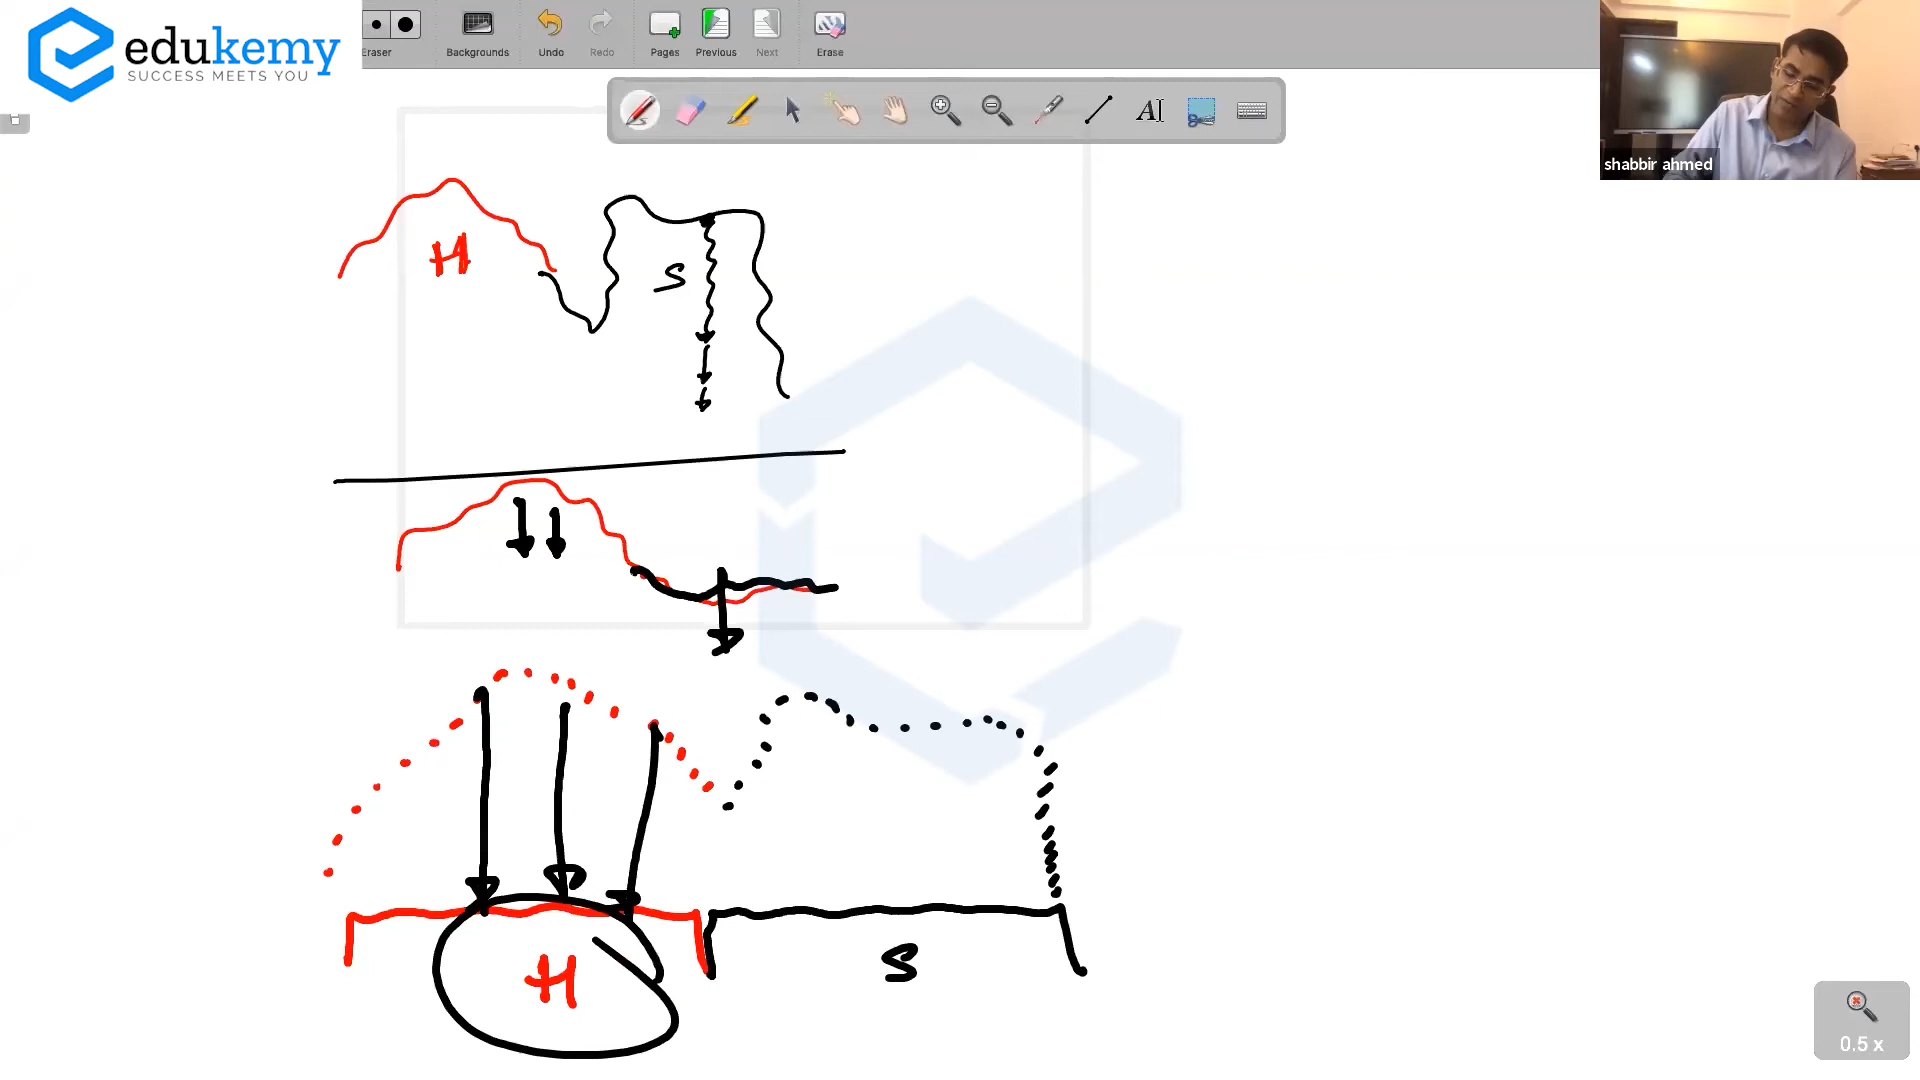 edukemy
SUCCESS MEETS YOU
Eraser
Backgrounds
Undo
Redo
Pages
Previous
Next
Erase
shabbir ahmed
H
S
H
S
0.5 x